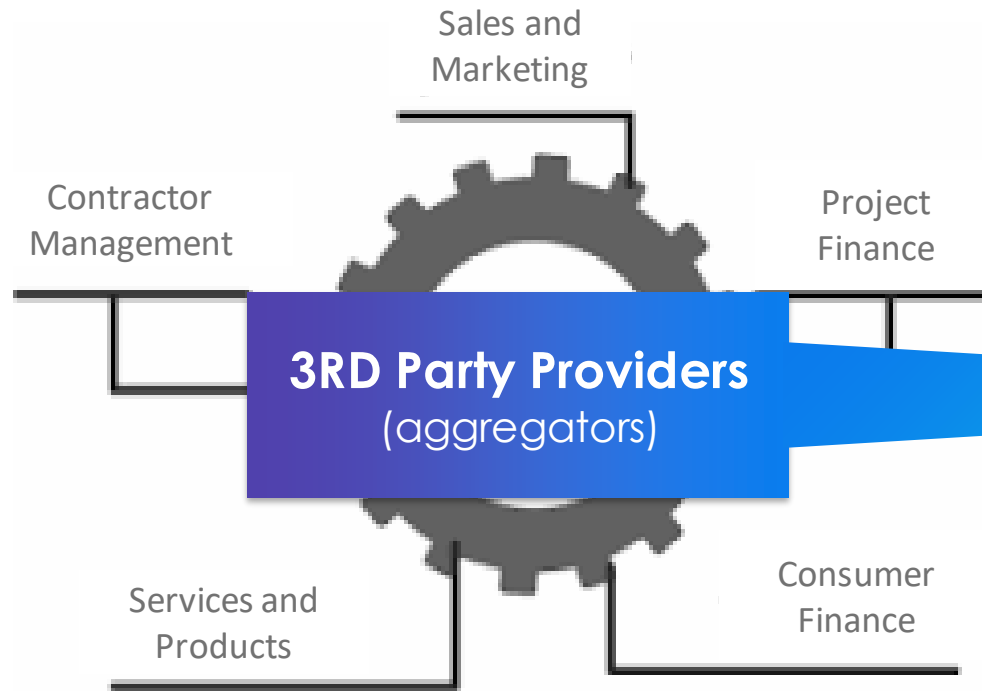 Sales and
Marketing
Contractor
Management
Project
Finance
3RD Party Providers
(aggregators)
Services and
Products
Consumer
Finance